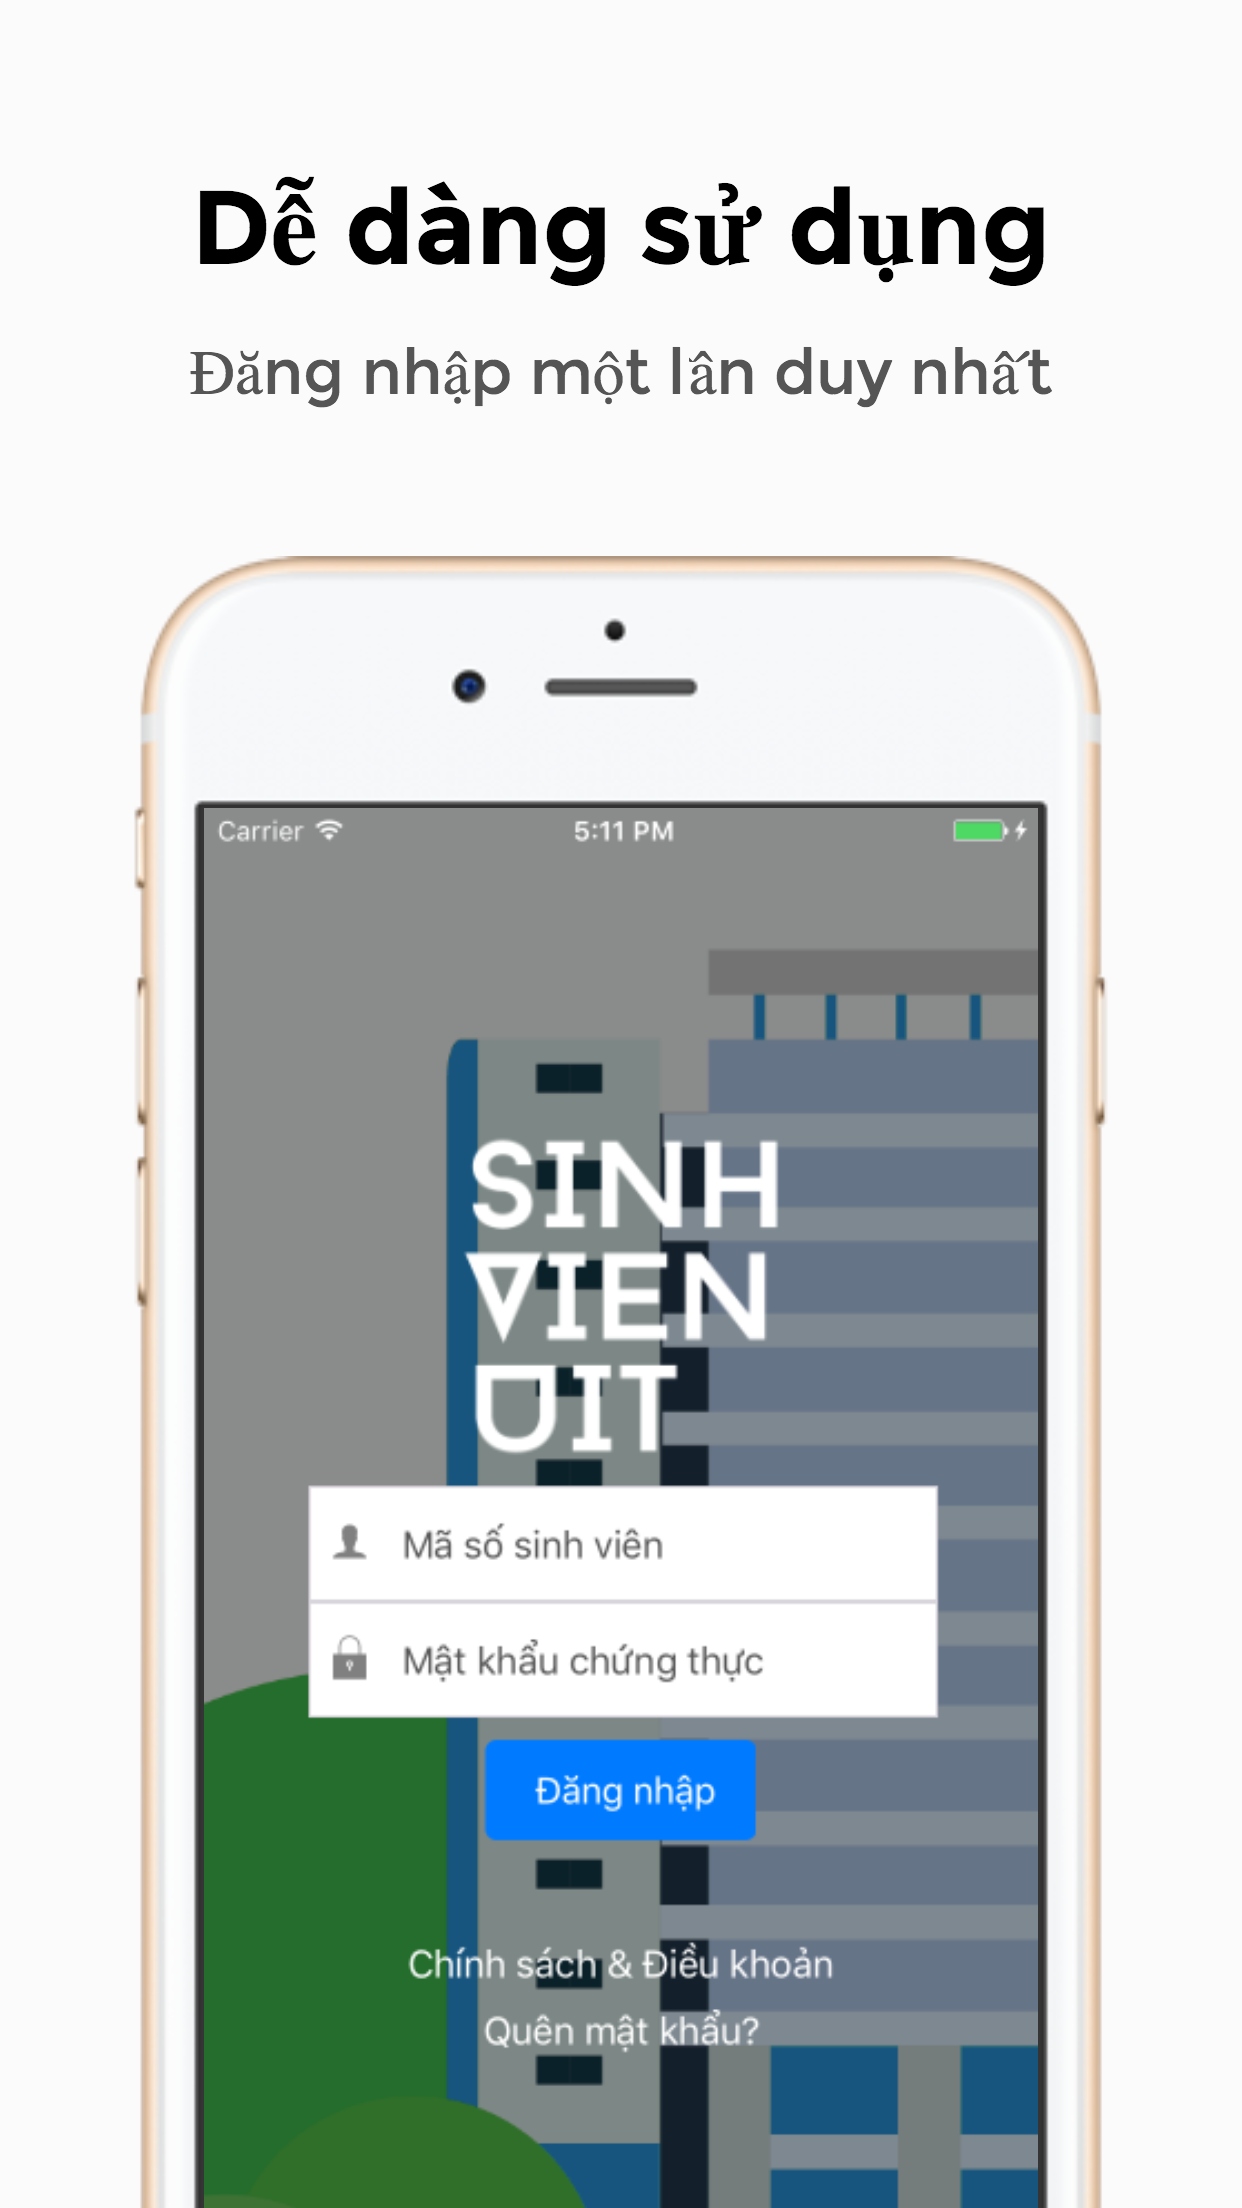 Dễ dàng sử dụng
Đăng nhập một lần duy nhất
Carrier 5:11 PM
SINH
VIEN
UIT
Mã số sinh viên
Mật khẩu chứng thực
Đăng nhập
Chính sách & Điều khoản
Quên mật khẩu?